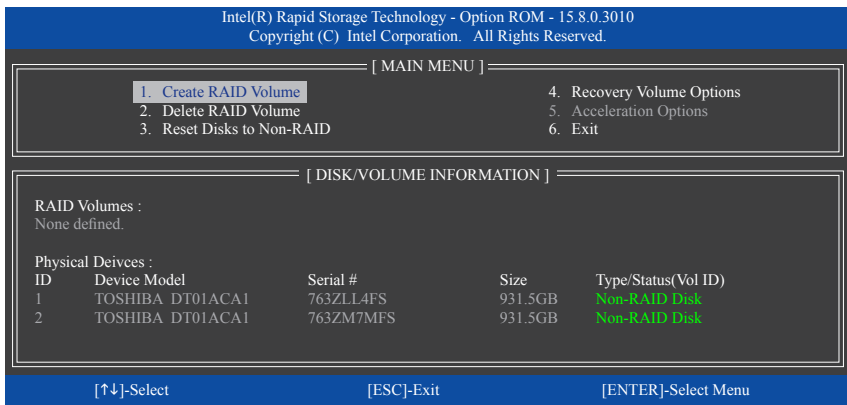 Intel(R) Rapid Storage Technology - Option ROM - 15.8.0.3010
Copyright (C) Intel Corporation. All Rights Reserved.
[ MAIN MENU ]
1. Create RAID Volume
2. Delete RAID Volume
3. Reset Disks to Non-RAID
4. Recovery Volume Options
5. Acceleration Options
6. Exit
[ DISK/VOLUME INFORMATION ]
RAID Volumes :
None defined.
Physical Deivces :
ID Device Model Serial # Size Type/Status(Vol ID)
1 TOSHIBA DT01ACA1 763ZLL4FS 931.5GB Non-RAID Disk
2 TOSHIBA DT01ACA1 763ZM7MFS 931.5GB Non-RAID Disk
[↑↓]-Select [ESC]-Exit [ENTER]-Select Menu